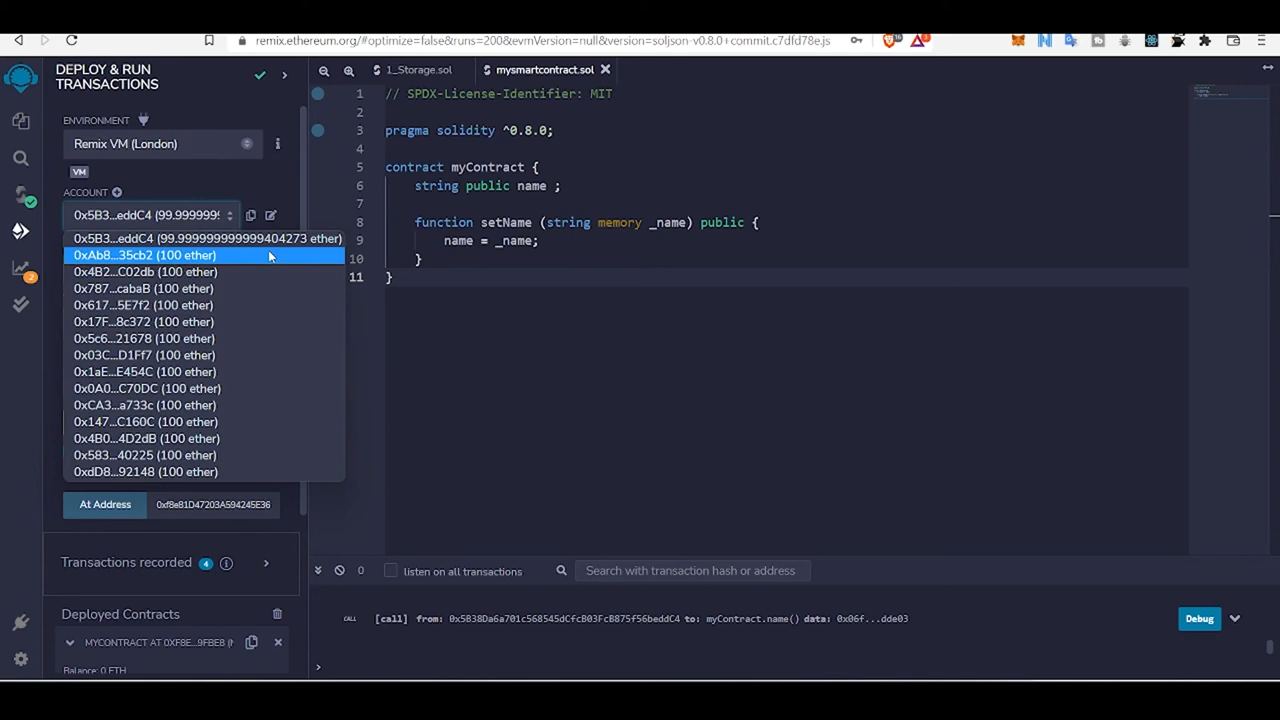 remix.ethereum.org/#optimize=false&runs=200&evmVersion=null&version=soljson-v0.8.0+commit.c7dfd78e.js
DEPLOY & RUN
TRANSACTIONS
ENVIRONMENT
Remix VM (London)
VM
ACCOUNT
0x5B3...eddC4 (99.9999999
0x5B3...eddC4 (99.999999999999404273 ether)
0xAb8...35cb2 (100 ether)
0x4B2...C02db (100 ether)
0x787...cabaB (100 ether)
0x617...5E7f2 (100 ether)
0x17F...8c372 (100 ether)
0x5c6...21678 (100 ether)
0x03C...D1Ff7 (100 ether)
0x1aE...E454C (100 ether)
0x0A0...C70DC (100 ether)
0xCA3...a733c (100 ether)
0x147...C160C (100 ether)
0x4B0...4D2dB (100 ether)
0x583...40225 (100 ether)
0xdD8...92148 (100 ether)
At Address 0xf8e81D47203A594245E36
Transactions recorded 4
Deployed Contracts
MYCONTRACT AT 0XF8E...9FBE8 (
Balance: 0 ETH
2
1_Storage.sol
mysmartcontract.sol
1 // SPDX-License-Identifier: MIT
2
3 pragma solidity ^0.8.0;
4
5 contract myContract {
6 string public name ;
7
8 function setName (string memory _name) public {
9 name = _name;
10 }
11 }
0 listen on all transactions Search with transaction hash or address
CALL [call] from: 0x5B38Da6a701c568545dCfcB03FcB875f56beddC4 to: myContract.name() data: 0x06f...dde03 Debug
>